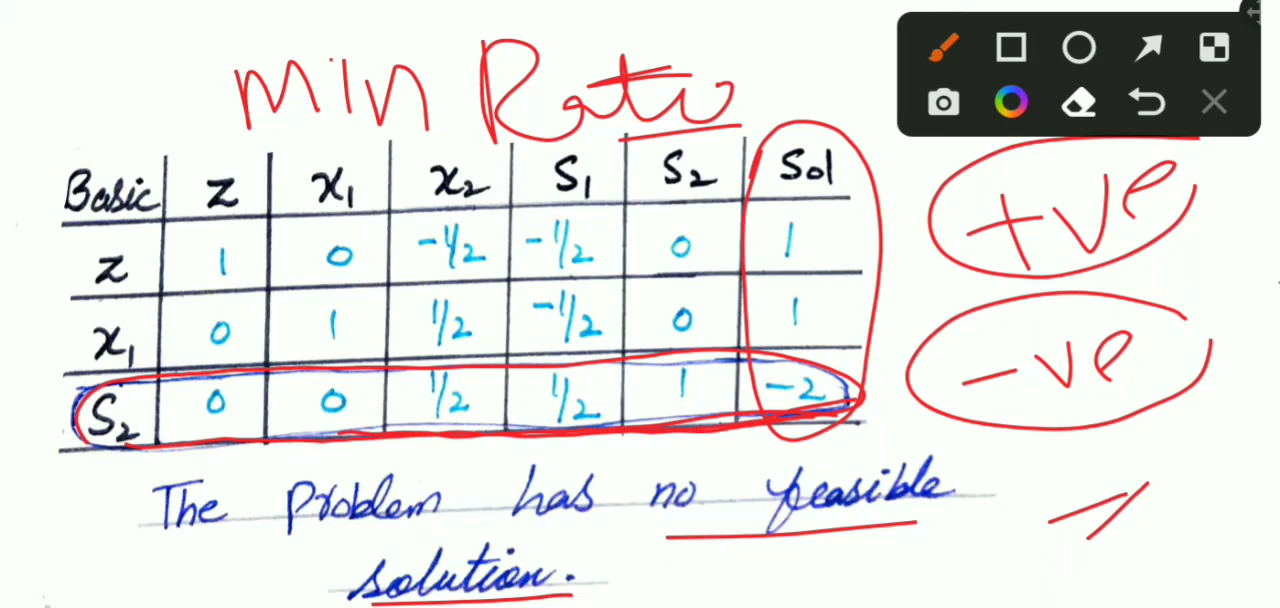 Min Ratio
Basic z x₁ x₂ S₁ S₂ Sol
z 1 0 -1/2 -1/2 0 1
x₁ 0 1 1/2 -1/2 0 1
S₂ 0 0 1/2 1/2 1 -2
+ve
-ve
The problem has no feasible
solution.